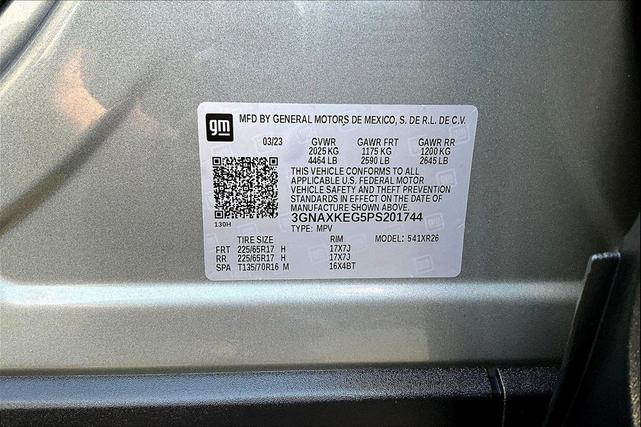 gm
MFD BY GENERAL MOTORS DE MEXICO, S. DE R.L. DE C.V.
03/23 GVWR GAWR FRT GAWR RR
2025 KG 1175 KG 1200 KG
4464 LB 2590 LB 2645 LB
THIS VEHICLE CONFORMS TO ALL
APPLICABLE U.S. FEDERAL MOTOR
VEHICLE SAFETY AND THEFT PREVENTION
STANDARDS IN EFFECT ON THE DATE OF
MANUFACTURE SHOWN ABOVE.
3GNAXKEG5PS201744
130H
TYPE: MPV
TIRE SIZE RIM MODEL: 541XR26
FRT 225/65R17 H 17X7J
RR 225/65R17 H 17X7J
SPA T135/70R16 M 16X4BT